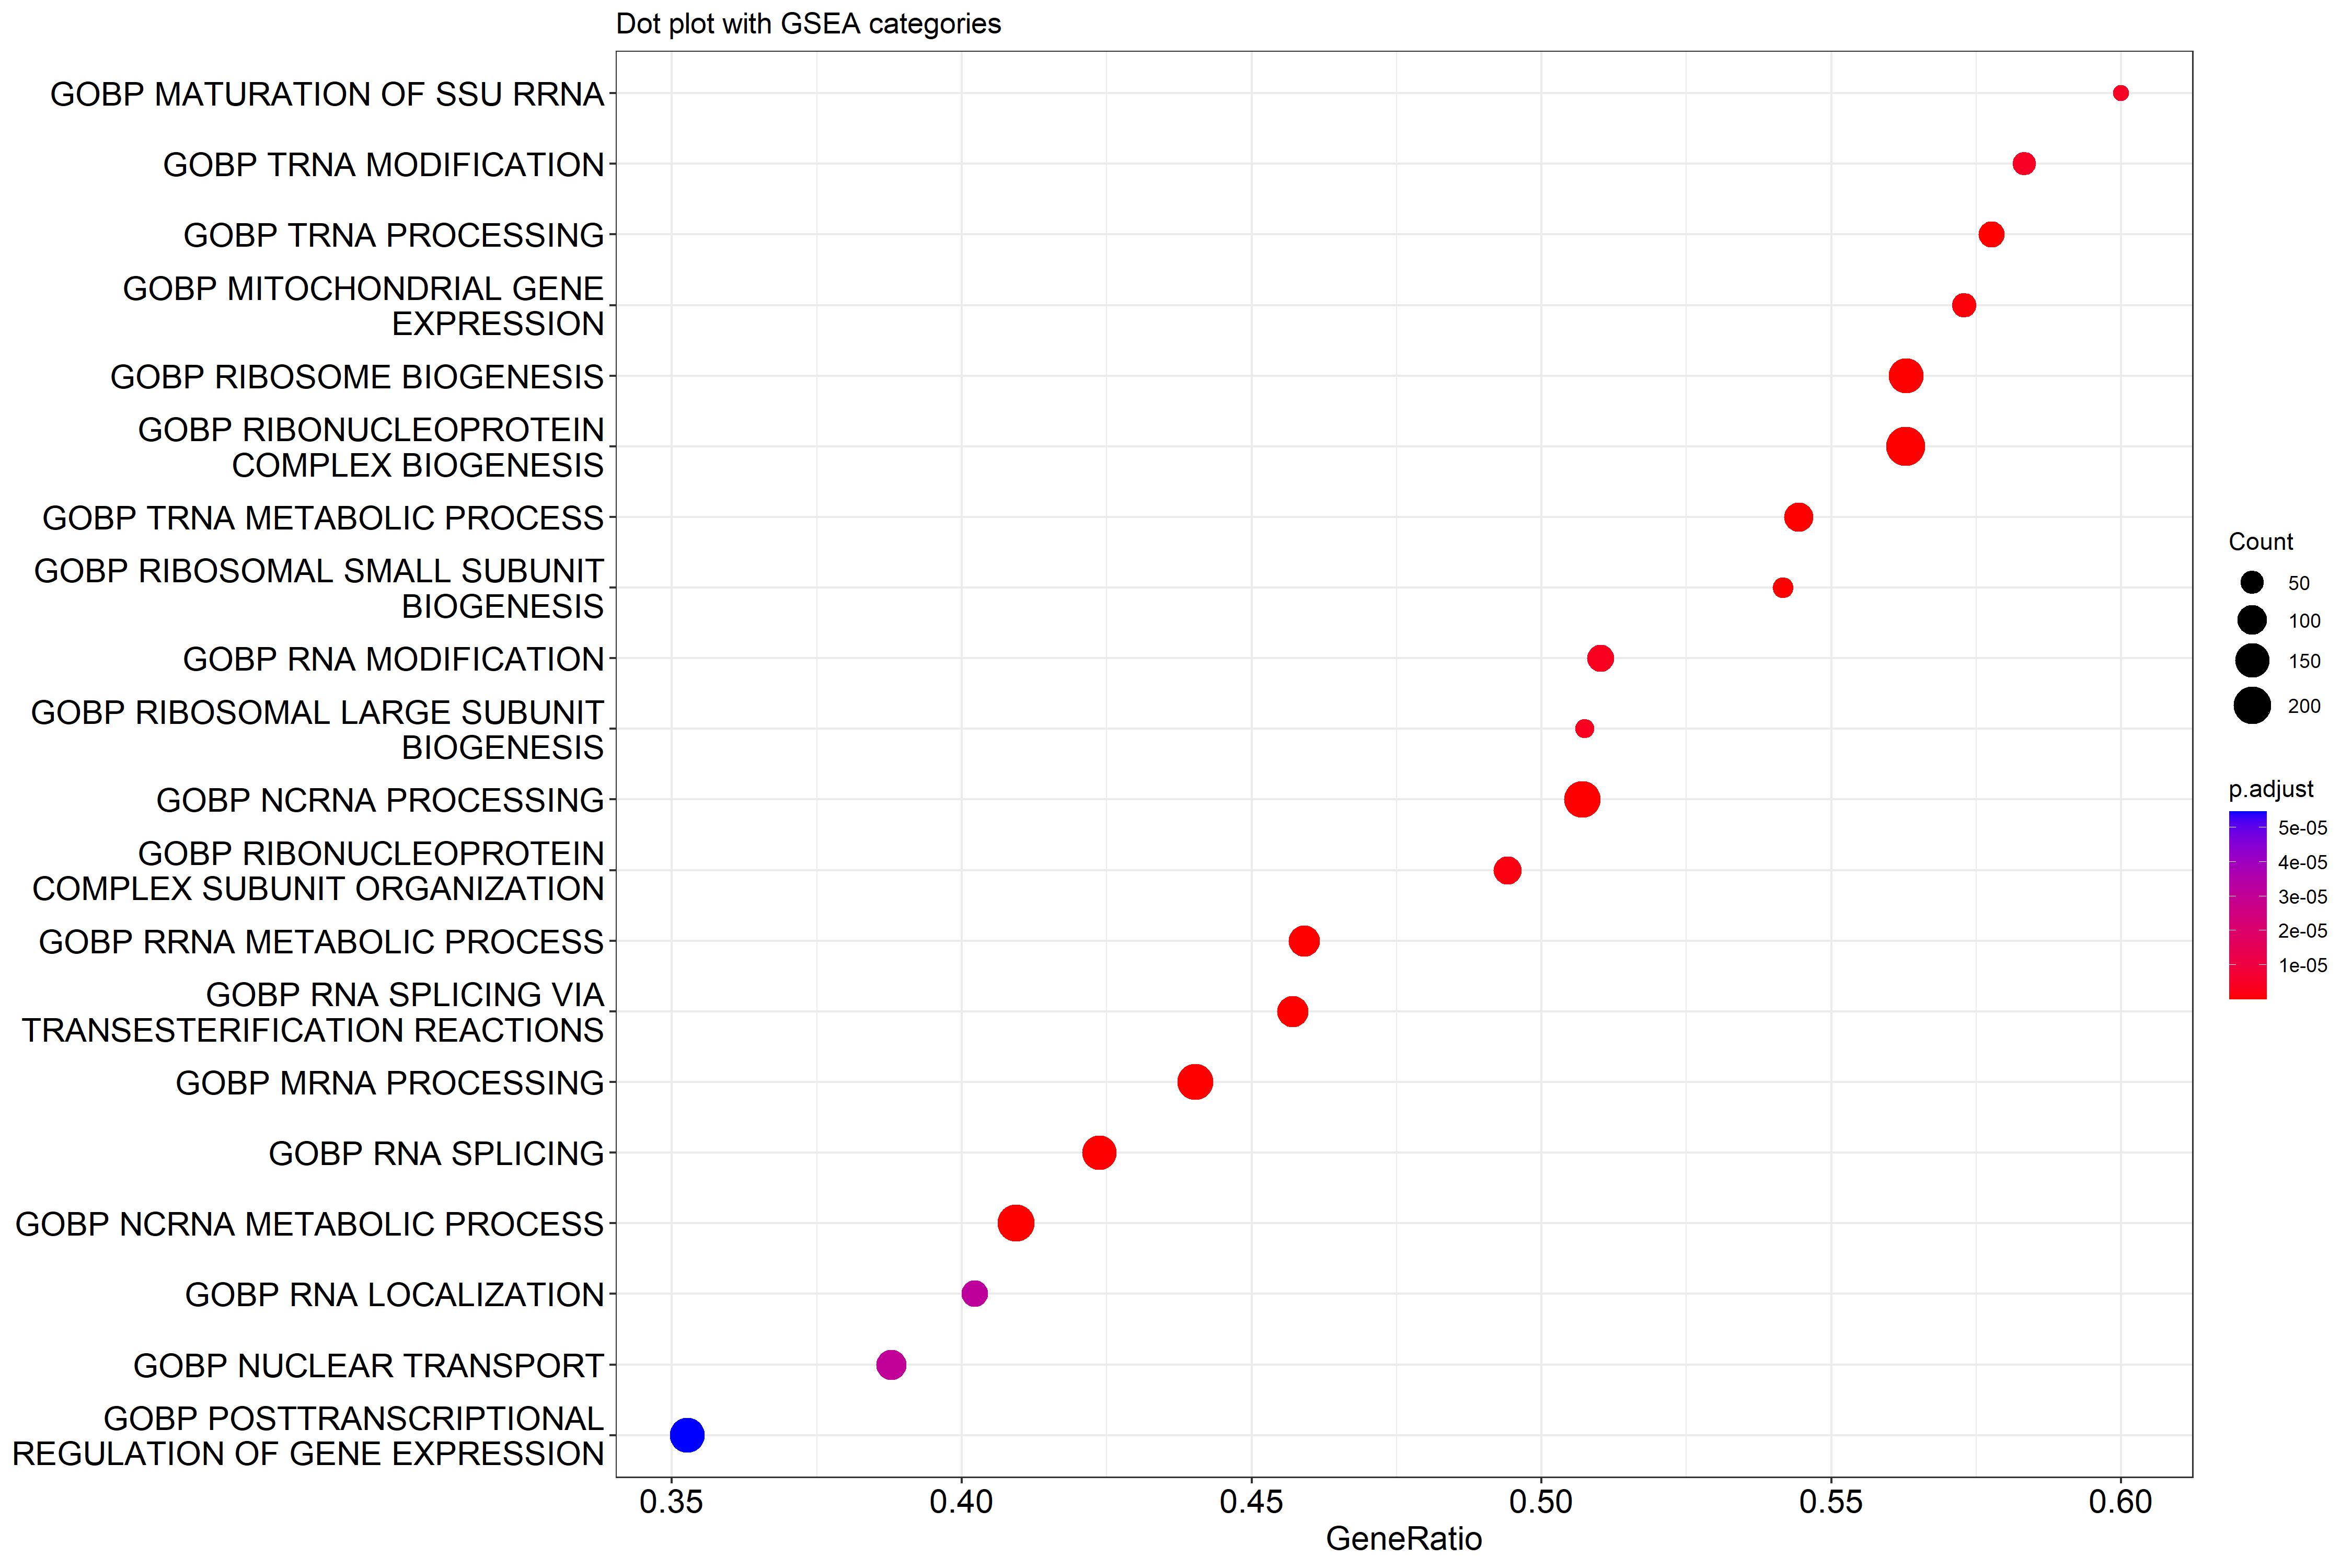 Dot plot with GSEA categories
GOBP MATURATION OF SSU RRNA
GOBP TRNA MODIFICATION
GOBP TRNA PROCESSING
GOBP MITOCHONDRIAL GENE
EXPRESSION
GOBP RIBOSOME BIOGENESIS
GOBP RIBONUCLEOPROTEIN
COMPLEX BIOGENESIS
GOBP TRNA METABOLIC PROCESS
GOBP RIBOSOMAL SMALL SUBUNIT
BIOGENESIS
GOBP RNA MODIFICATION
GOBP RIBOSOMAL LARGE SUBUNIT
BIOGENESIS
GOBP NCRNA PROCESSING
GOBP RIBONUCLEOPROTEIN
COMPLEX SUBUNIT ORGANIZATION
GOBP RRNA METABOLIC PROCESS
GOBP RNA SPLICING VIA
TRANSESTERIFICATION REACTIONS
GOBP MRNA PROCESSING
GOBP RNA SPLICING
GOBP NCRNA METABOLIC PROCESS
GOBP RNA LOCALIZATION
GOBP NUCLEAR TRANSPORT
GOBP POSTTRANSCRIPTIONAL
REGULATION OF GENE EXPRESSION
0.35 0.40 0.45 0.50 0.55 0.60
GeneRatio
Count
50
100
150
200
p.adjust
5e-05
4e-05
3e-05
2e-05
1e-05